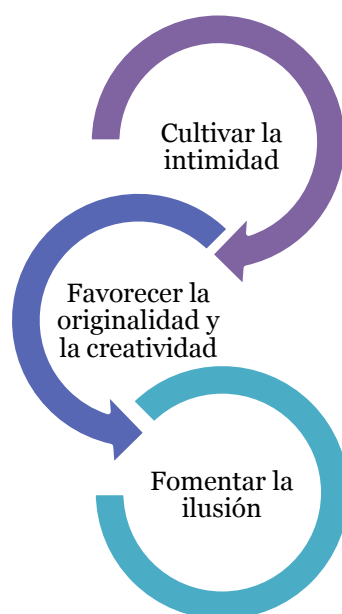 Cultivar la
intimidad
Favorecer la
originalidad y
la creatividad
Fomentar la
ilusión